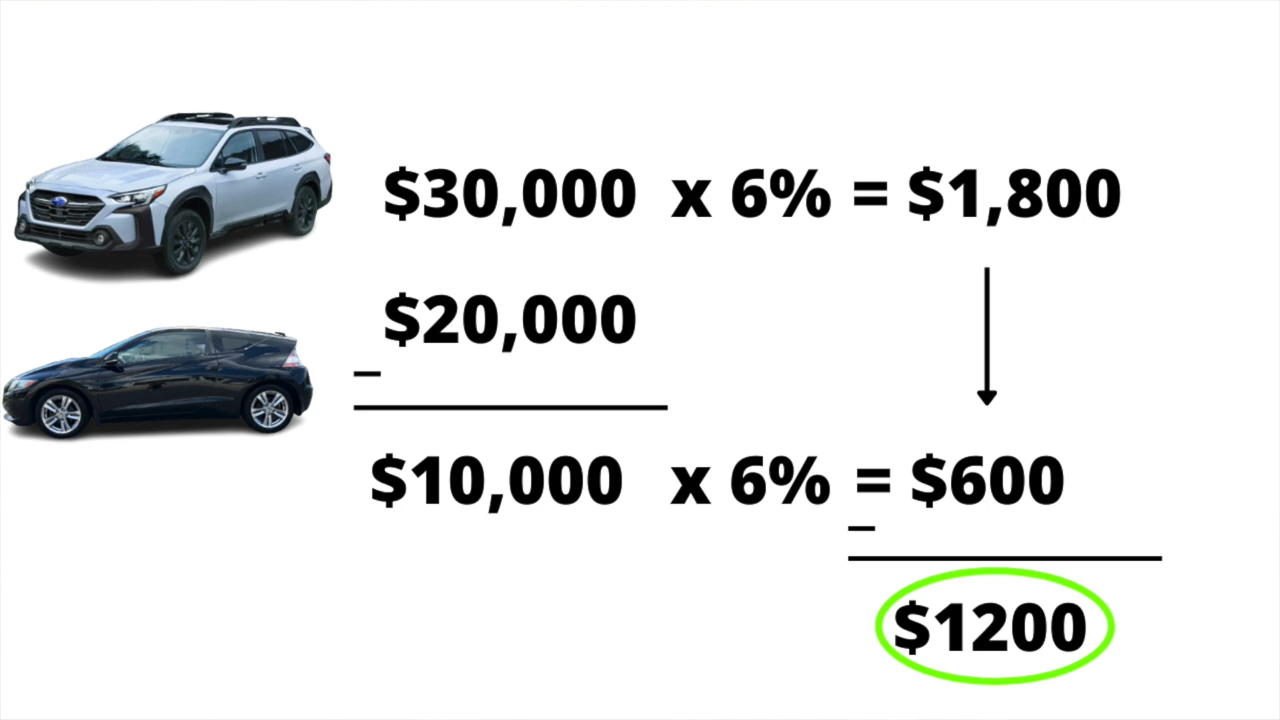 $30,000 x 6% = $1,800
$20,000
–
$10,000 x 6% = $600
–
$1200